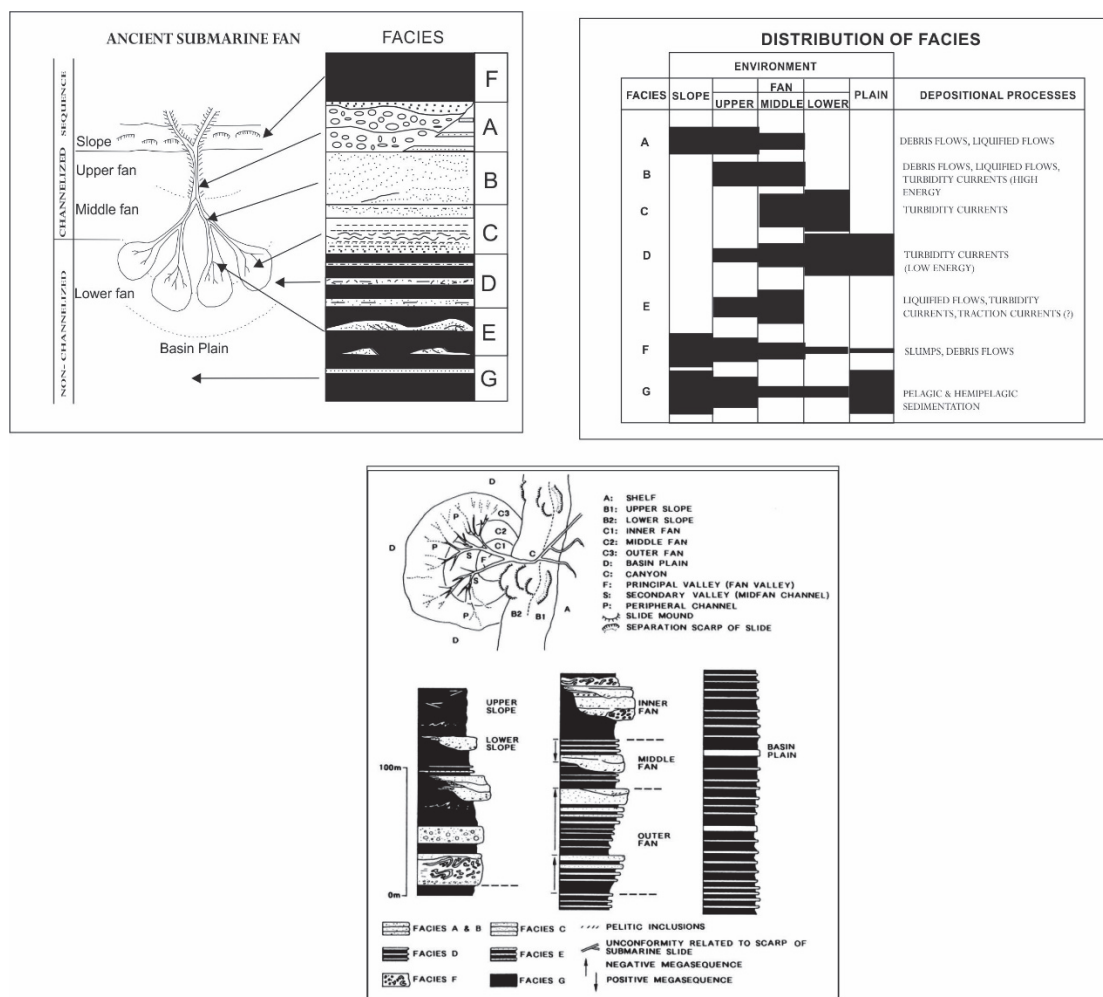 ANCIENT SUBMARINE FAN
FACIES
CHANNELIZED SEQUENCE
NON- CHANNELIZED
Slope
Upper fan
Middle fan
Lower fan
Basin Plain
F
A
B
C
D
E
G
DISTRIBUTION OF FACIES
ENVIRONMENT
FACIES SLOPE FAN PLAIN DEPOSITIONAL PROCESSES
UPPER MIDDLE LOWER
A DEBRIS FLOWS, LIQUIFIED FLOWS
B DEBRIS FLOWS, LIQUIFIED FLOWS,
TURBIDITY CURRENTS (HIGH
ENERGY
C TURBIDITY CURRENTS
D TURBIDITY CURRENTS
(LOW ENERGY)
E LIQUIFIED FLOWS, TURBIDITY
CURRENTS, TRACTION CURRENTS (?)
F SLUMPS, DEBRIS FLOWS
G PELAGIC & HEMIPELAGIC
SEDIMENTATION
D
P
P
C3
C2
C1
D
P
S
F
C
S
P
B2
B1
A
D
A: SHELF
B1: UPPER SLOPE
B2: LOWER SLOPE
C1: INNER FAN
C2: MIDDLE FAN
C3: OUTER FAN
D: BASIN PLAIN
C: CANYON
F: PRINCIPAL VALLEY (FAN VALLEY)
S: SECONDARY VALLEY (MIDFAN CHANNEL)
P: PERIPHERAL CHANNEL
SLIDE MOUND
SEPARATION SCARP OF SLIDE
UPPER
SLOPE
LOWER
SLOPE
100m
0m
INNER
FAN
MIDDLE
FAN
OUTER
FAN
BASIN
PLAIN
FACIES A & B
FACIES C
PELITIC INCLUSIONS
FACIES D
FACIES E
UNCONFORMITY RELATED TO SCARP OF
SUBMARINE SLIDE
FACIES F
FACIES G
NEGATIVE MEGASEQUENCE
POSITIVE MEGASEQUENCE